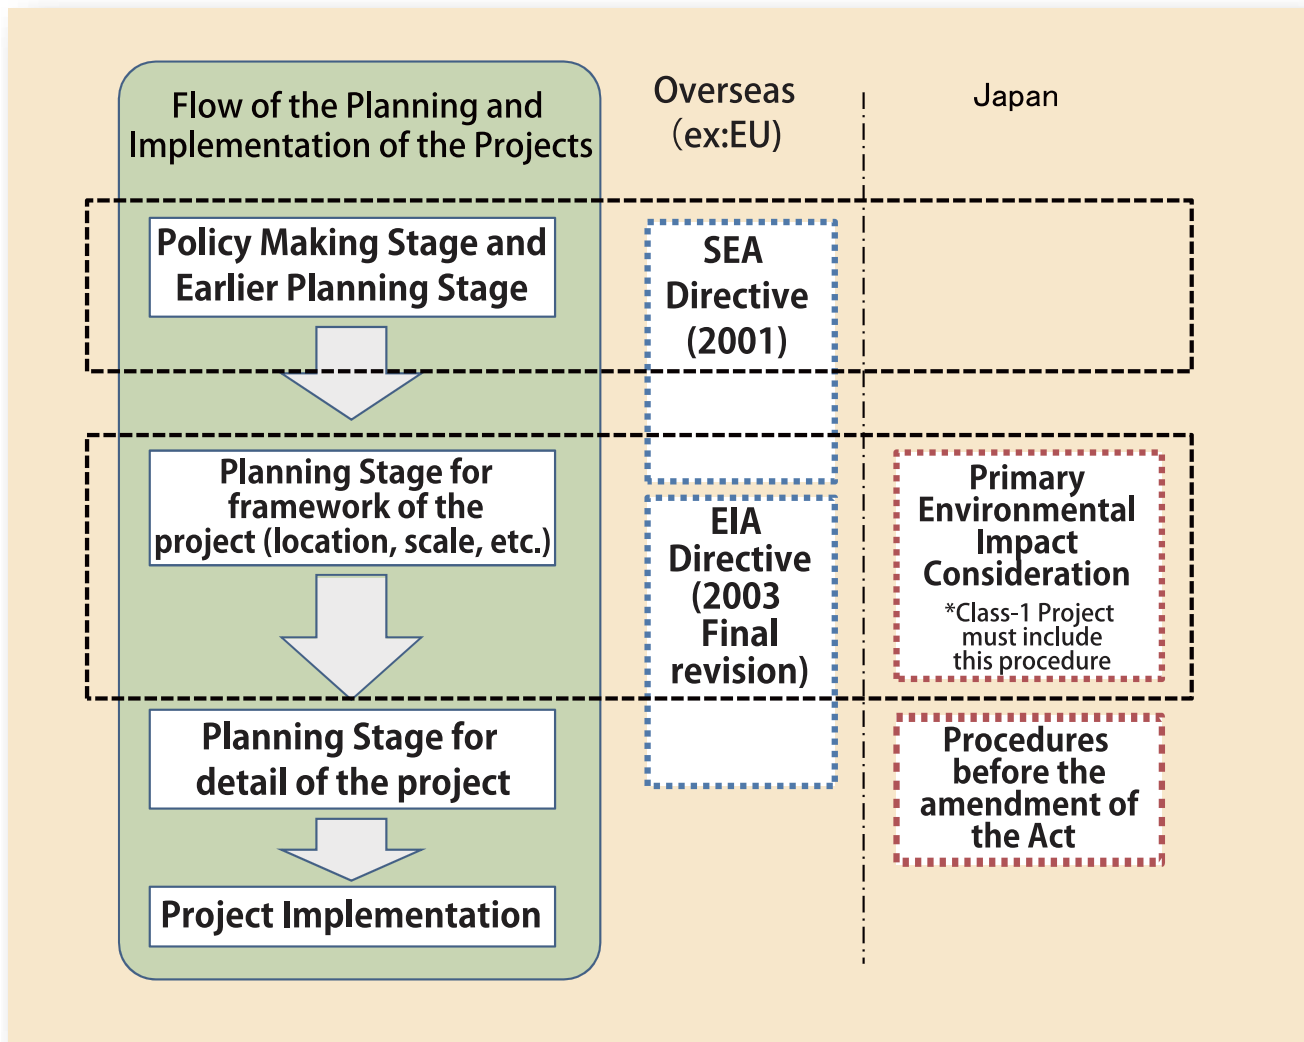 Flow of the Planning and
Implementation of the Projects
Overseas
(ex:EU)
Japan
Policy Making Stage and
Earlier Planning Stage
SEA
Directive
(2001)
Planning Stage for
framework of the
project (location, scale, etc.)
EIA
Directive
(2003
Final
revision)
Primary
Environmental
Impact
Consideration
*Class-1 Project
must include
this procedure
Planning Stage for
detail of the project
Procedures
before the
amendment of
the Act
Project Implementation